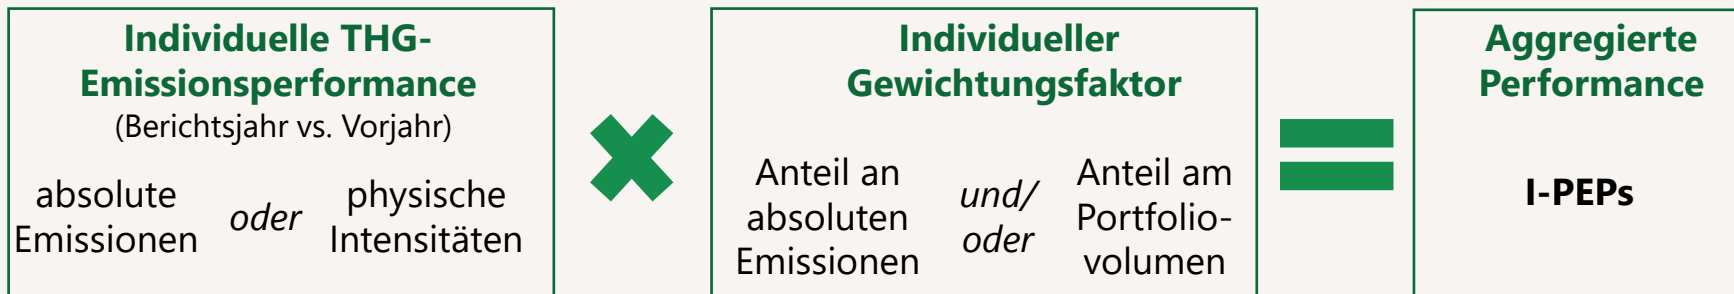 Individuelle THG-
Emissionsperformance
(Berichtsjahr vs. Vorjahr)
absolute
Emissionen
oder
physische
Intensitäten
Individueller
Gewichtungsfaktor
Anteil an
absoluten
Emissionen
und/
oder
Anteil am
Portfolio-
volumen
Aggregierte
Performance
I-PEPs